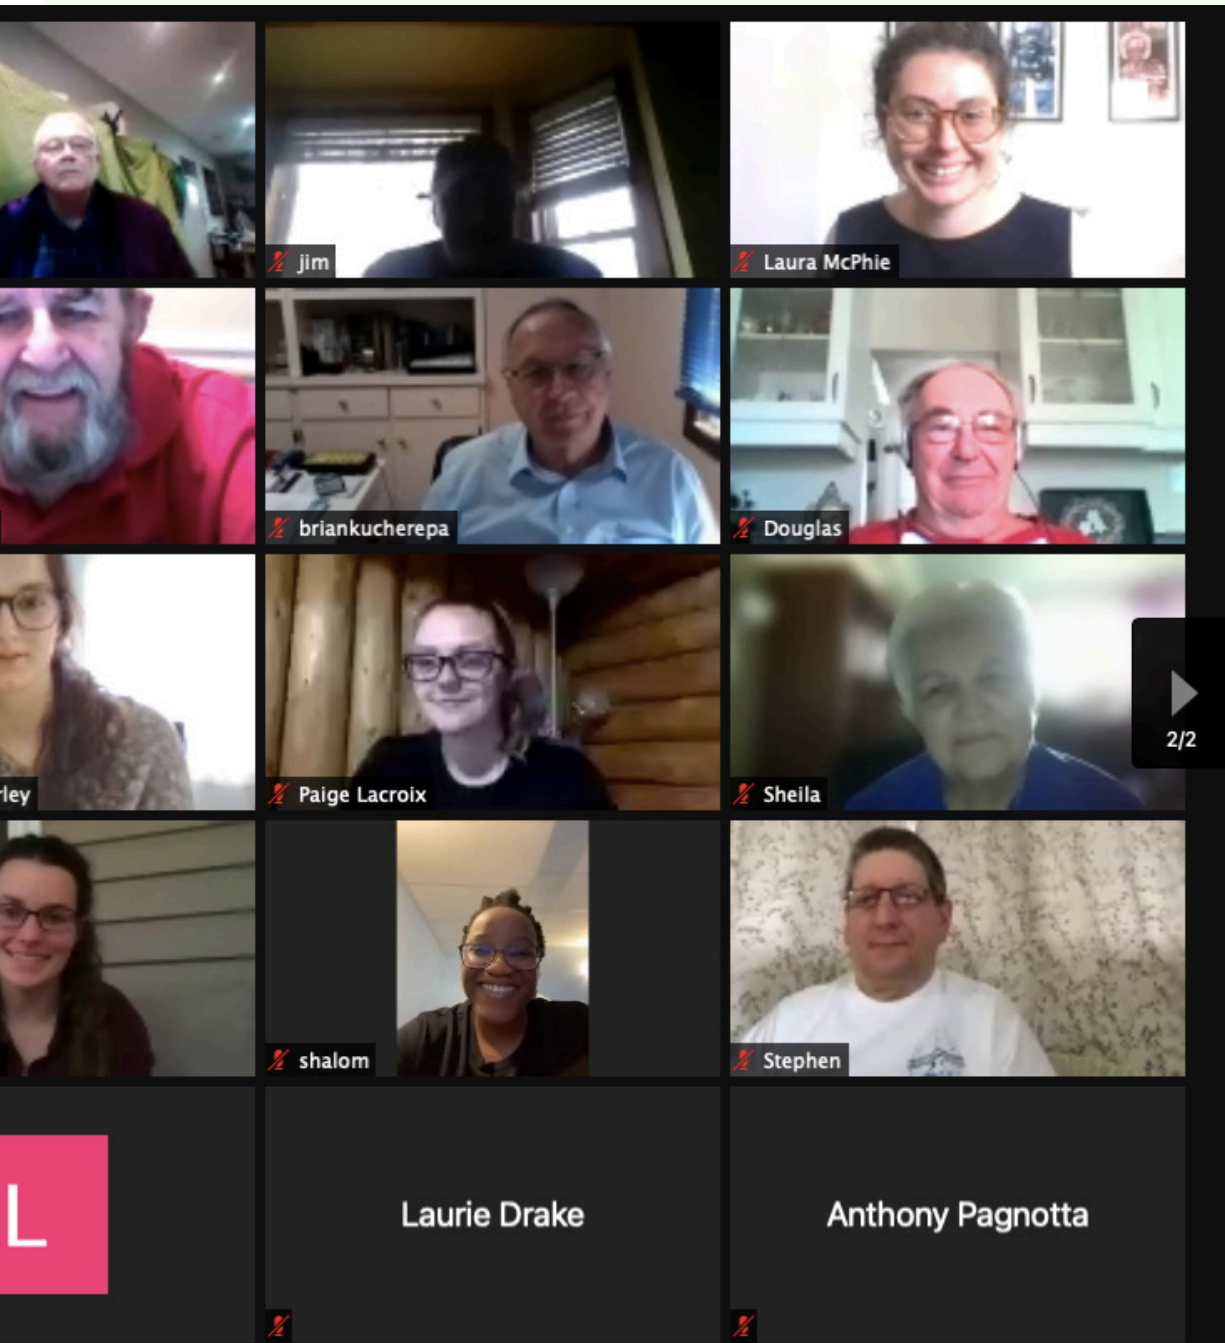 jim
Laura McPhie
briankucherepa
Douglas
2/2
rley
Paige Lacroix
Sheila
shalom
Stephen
L
Laurie Drake
Anthony Pagnotta